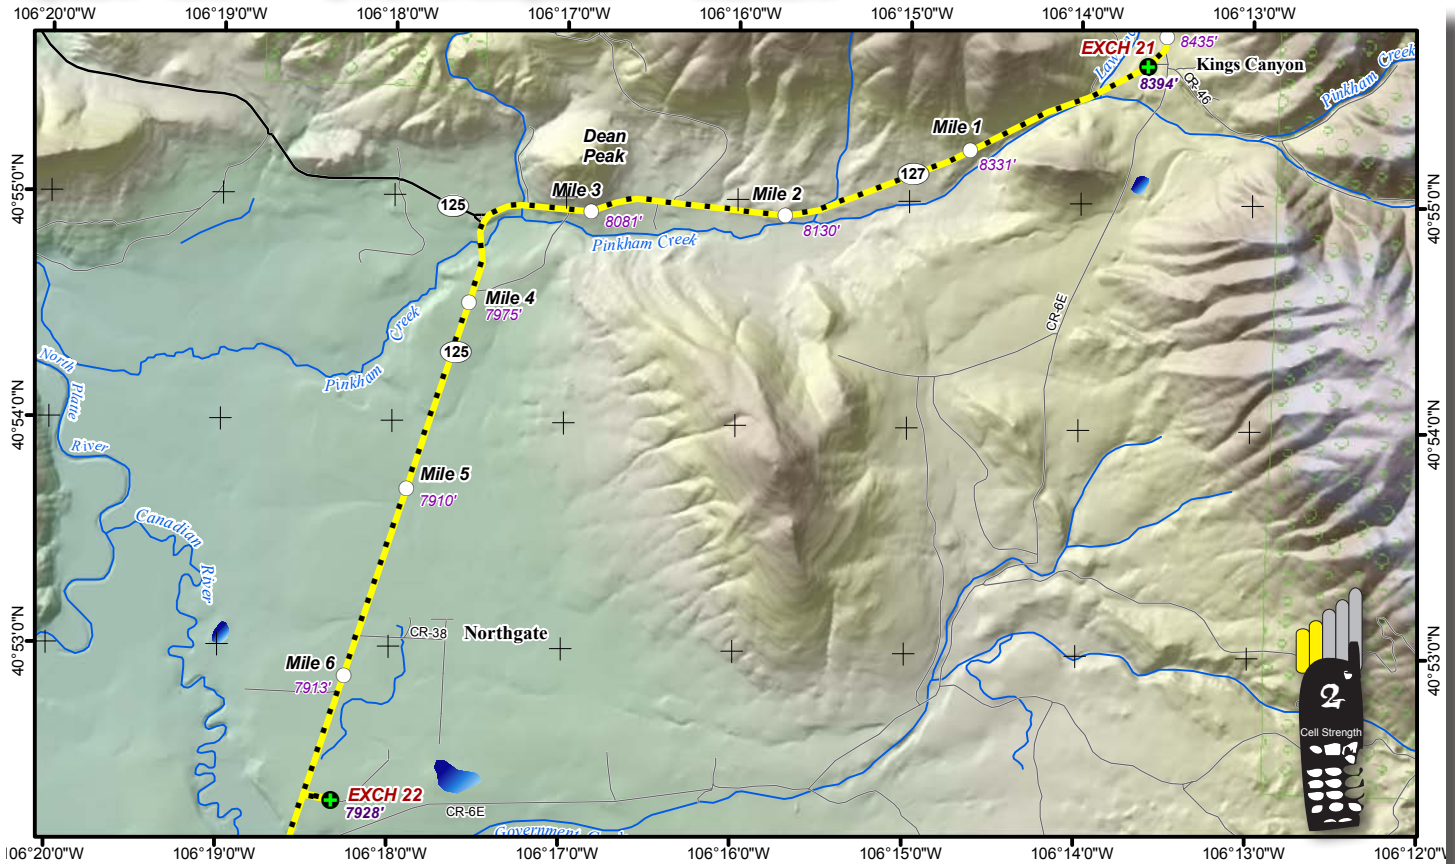 106°20'0"W 106°19'0"W 106°18'0"W 106°17'0"W 106°16'0"W 106°15'0"W 106°14'0"W 106°13'0"W
EXCH 21
8435'
8394'
Kings Canyon
CR-46
Pinkham Creek
Dean
Peak
Mile 1
8331'
127
Mile 2
8130'
Mile 3
8081'
125
40°55'0"N
40°55'0"N
Pinkham Creek
Mile 4
7975'
125
CR-6E
Pinkham
Creek
North
Platte
River
40°54'0"N
40°54'0"N
Mile 5
7910'
Canadian
River
CR-38
Northgate
40°53'0"N
40°53'0"N
Mile 6
7913'
Cell Strength
2
EXCH 22
7928'
CR-6E
Government
106°20'0"W 106°19'0"W 106°18'0"W 106°17'0"W 106°16'0"W 106°15'0"W 106°14'0"W 106°13'0"W 106°12'0"W